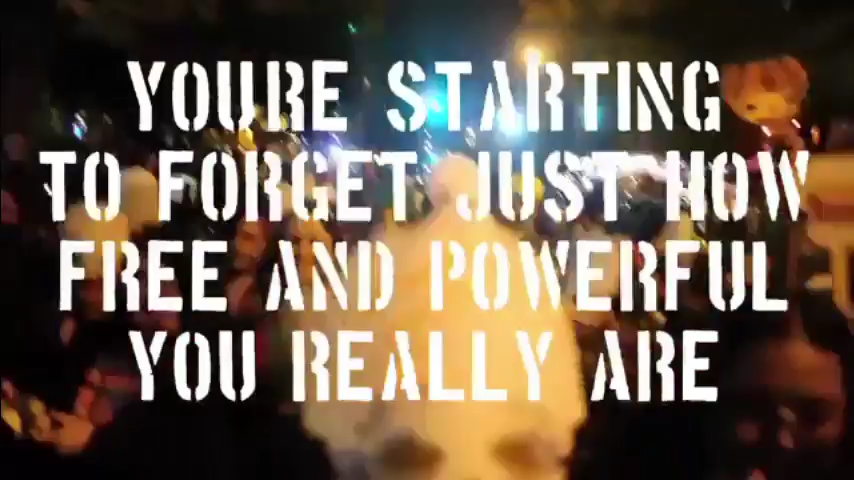 YOURE STARTING
TO FORGET JUST HOW
FREE AND POWERFUL
YOU REALLY ARE